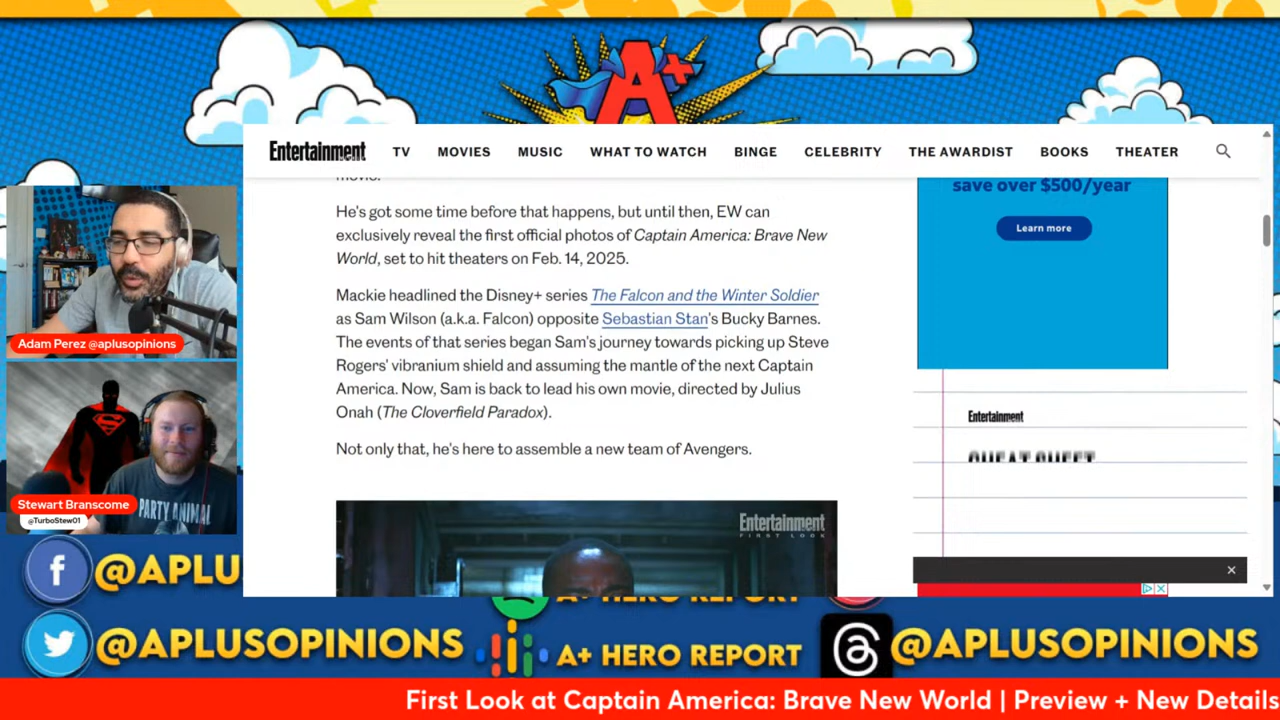 A+
Entertainment
TV
MOVIES
MUSIC
WHAT TO WATCH
BINGE
CELEBRITY
THE AWARDIST
BOOKS
THEATER
movie.
He's got some time before that happens, but until then, EW can
exclusively reveal the first official photos of Captain America: Brave New
World, set to hit theaters on Feb. 14, 2025.
Mackie headlined the Disney+ series The Falcon and the Winter Soldier
as Sam Wilson (a.k.a. Falcon) opposite Sebastian Stan's Bucky Barnes.
The events of that series began Sam's journey towards picking up Steve
Rogers' vibranium shield and assuming the mantle of the next Captain
America. Now, Sam is back to lead his own movie, directed by Julius
Onah (The Cloverfield Paradox).
Not only that, he's here to assemble a new team of Avengers.
Entertainment
FIRST LOOK
save over $500/year
Learn more
Entertainment
CHEAT SHEET
Adam Perez @aplusopinions
Stewart Branscome
@TurboStew01
PARTY ANIMAL
@APLU
A+ HERO REPORT
@APLUSOPINIONS
A+ HERO REPORT
@APLUSOPINIONS
First Look at Captain America: Brave New World | Preview + New Details